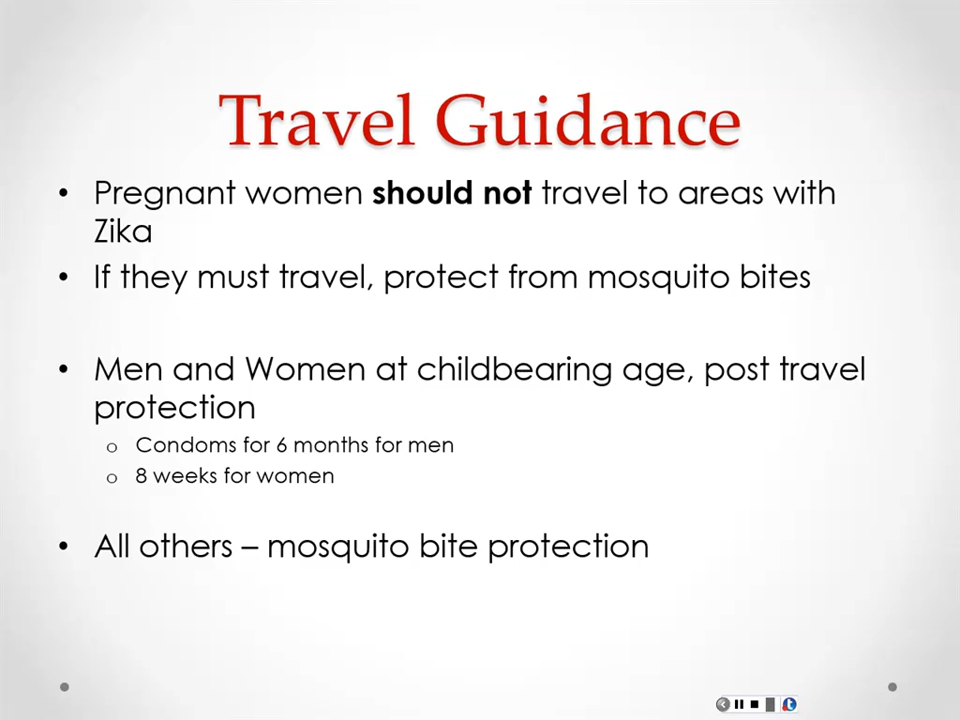 Travel Guidance
• Pregnant women should not travel to areas with
Zika
• If they must travel, protect from mosquito bites
• Men and Women at childbearing age, post travel
protection
o Condoms for 6 months for men
o 8 weeks for women
• All others – mosquito bite protection